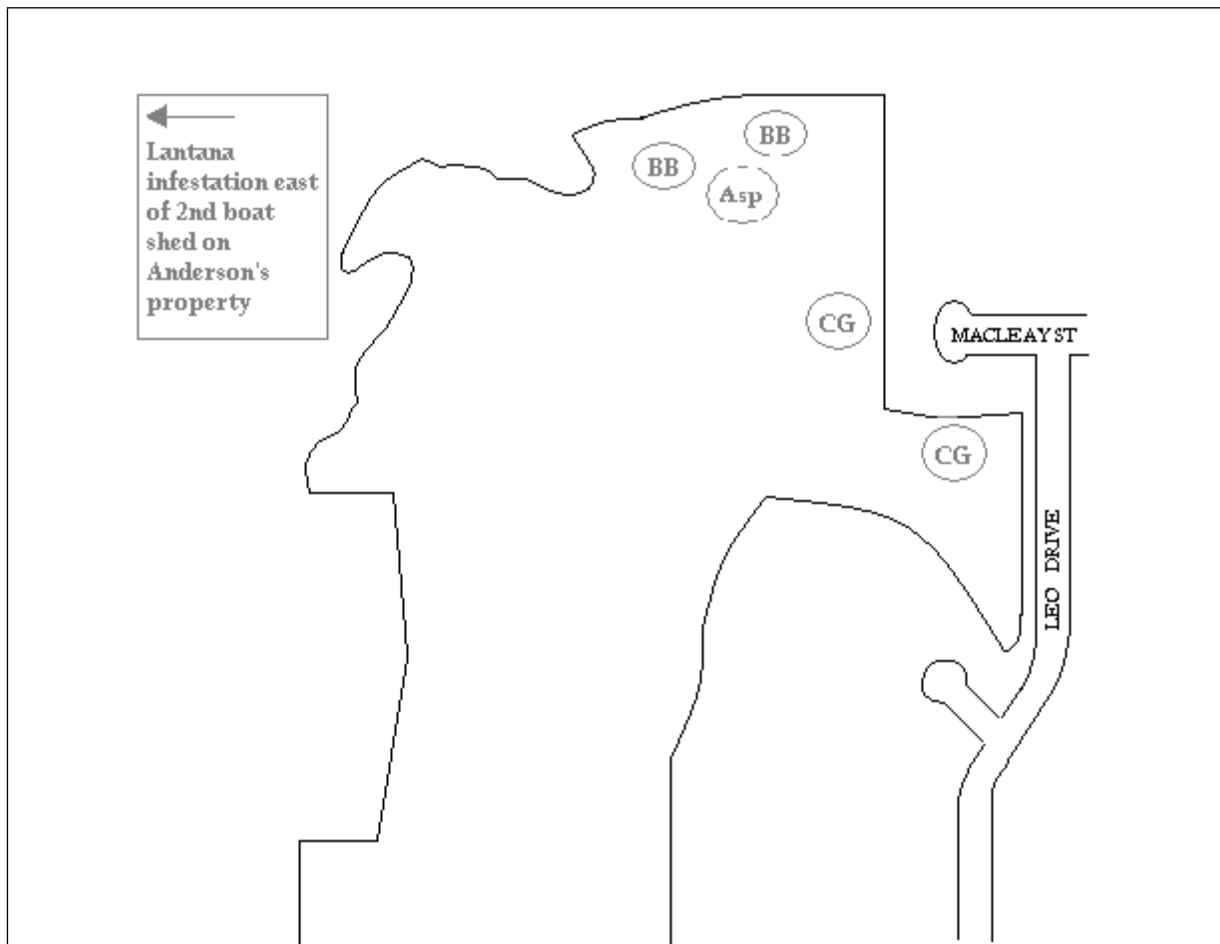 Lantana
infestation east
of 2nd boat
shed on
Anderson's
property
BB
BB
Asp
CG
MACLEAY ST
CG
LEO DRIVE